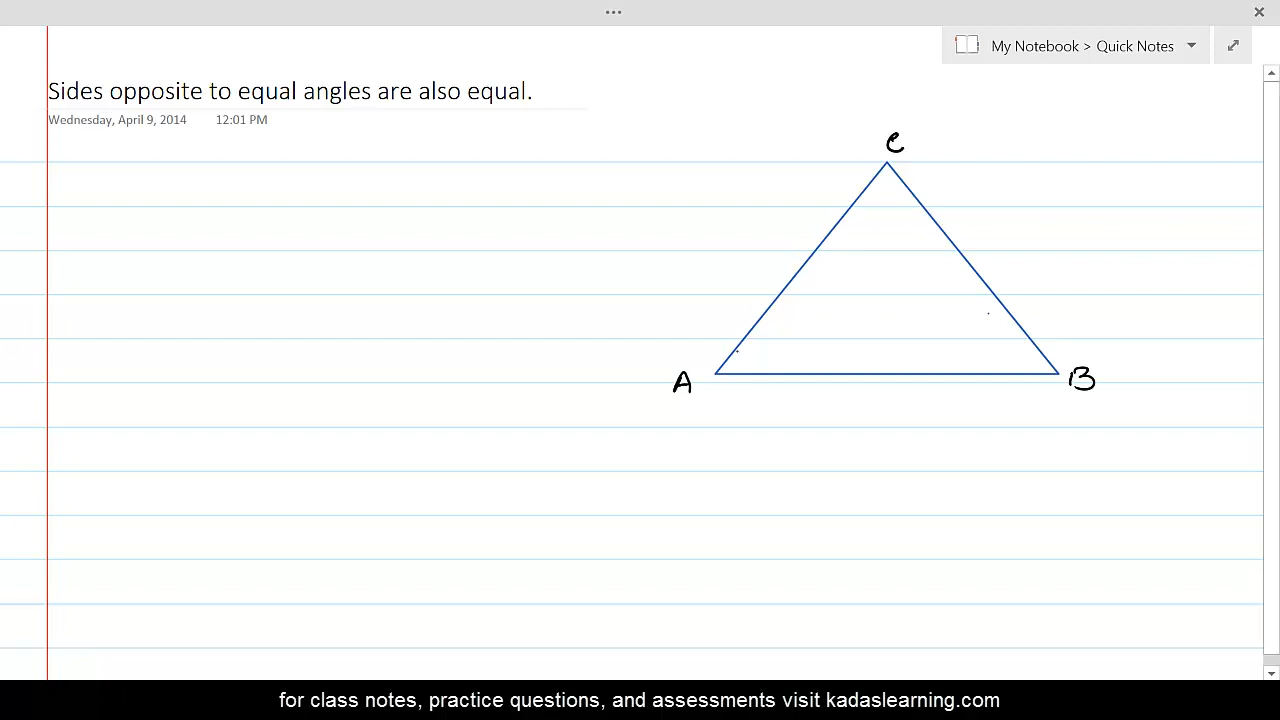 ...
My Notebook > Quick Notes
Sides opposite to equal angles are also equal.
Wednesday, April 9, 2014 12:01 PM
C
A
B
for class notes, practice questions, and assessments visit kadaslearning.com